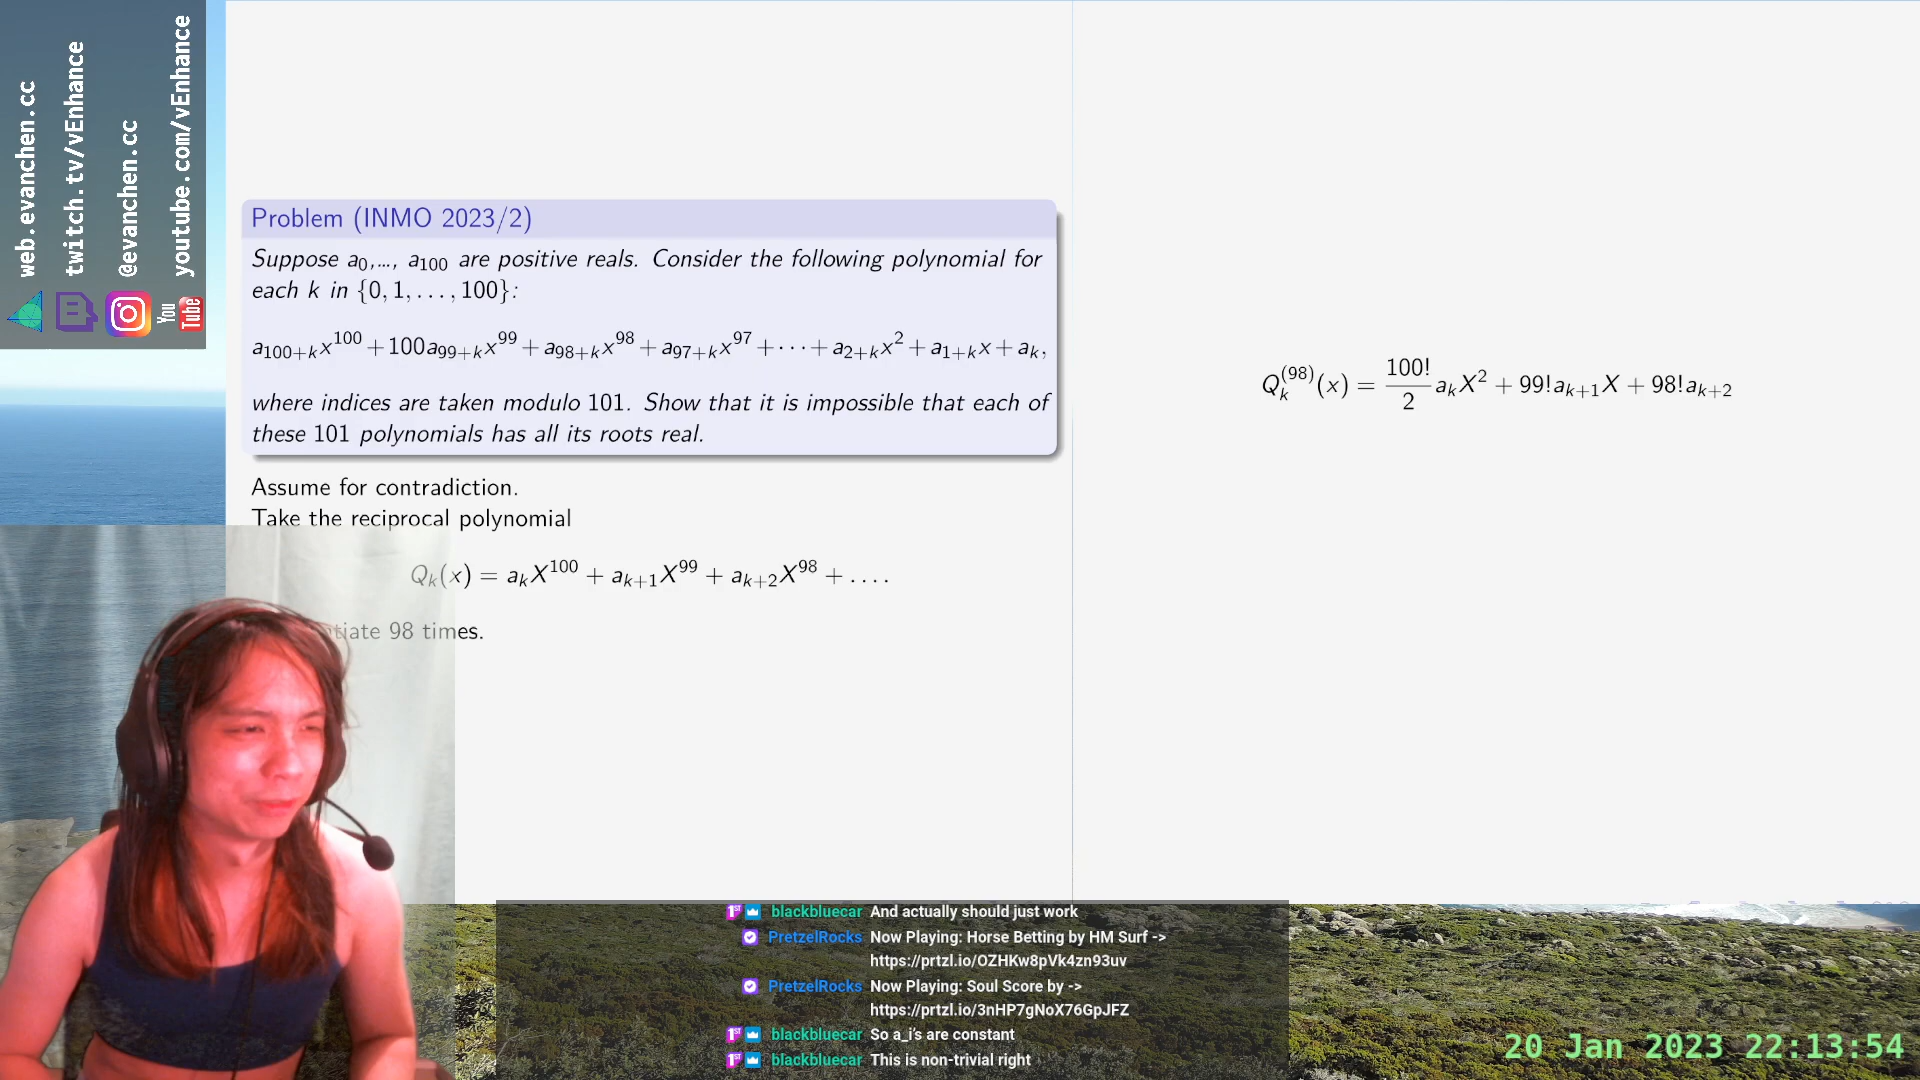 web.evanchen.cc
twitch.tv/vEnhance
@evanchen.cc
youtube.com/vEnhance
You
Tube
Problem (INMO 2023/2)
Suppose a₀,..., a₁₀₀ are positive reals. Consider the following polynomial for
each k in {0, 1, . . . , 100}:
a₁₀₀₊ₖx¹⁰⁰ + 100a₉₉₊ₖx⁹⁹ + a₉₈₊ₖx⁹⁸ + a₉₇₊ₖx⁹⁷ + · · · + a₂₊ₖx² + a₁₊ₖx + aₖ,
where indices are taken modulo 101. Show that it is impossible that each of
these 101 polynomials has all its roots real.
Assume for contradiction.
Take the reciprocal polynomial
Qₖ(x) = aₖX¹⁰⁰ + aₖ₊₁X⁹⁹ + aₖ₊₂X⁹⁸ + . . . .
tiate 98 times.
Qₖ⁽⁹⁸⁾(x) = 100!/2 aₖX² + 99!aₖ₊₁X + 98!aₖ₊₂
1ST blackbluecar And actually should just work
PretzelRocks Now Playing: Horse Betting by HM Surf ->
https://prtzl.io/OZHKw8pVk4zn93uv
PretzelRocks Now Playing: Soul Score by ->
https://prtzl.io/3nHP7gNoX76GpJFZ
1ST blackbluecar So a_i's are constant
1ST blackbluecar This is non-trivial right
20 Jan 2023 22:13:54